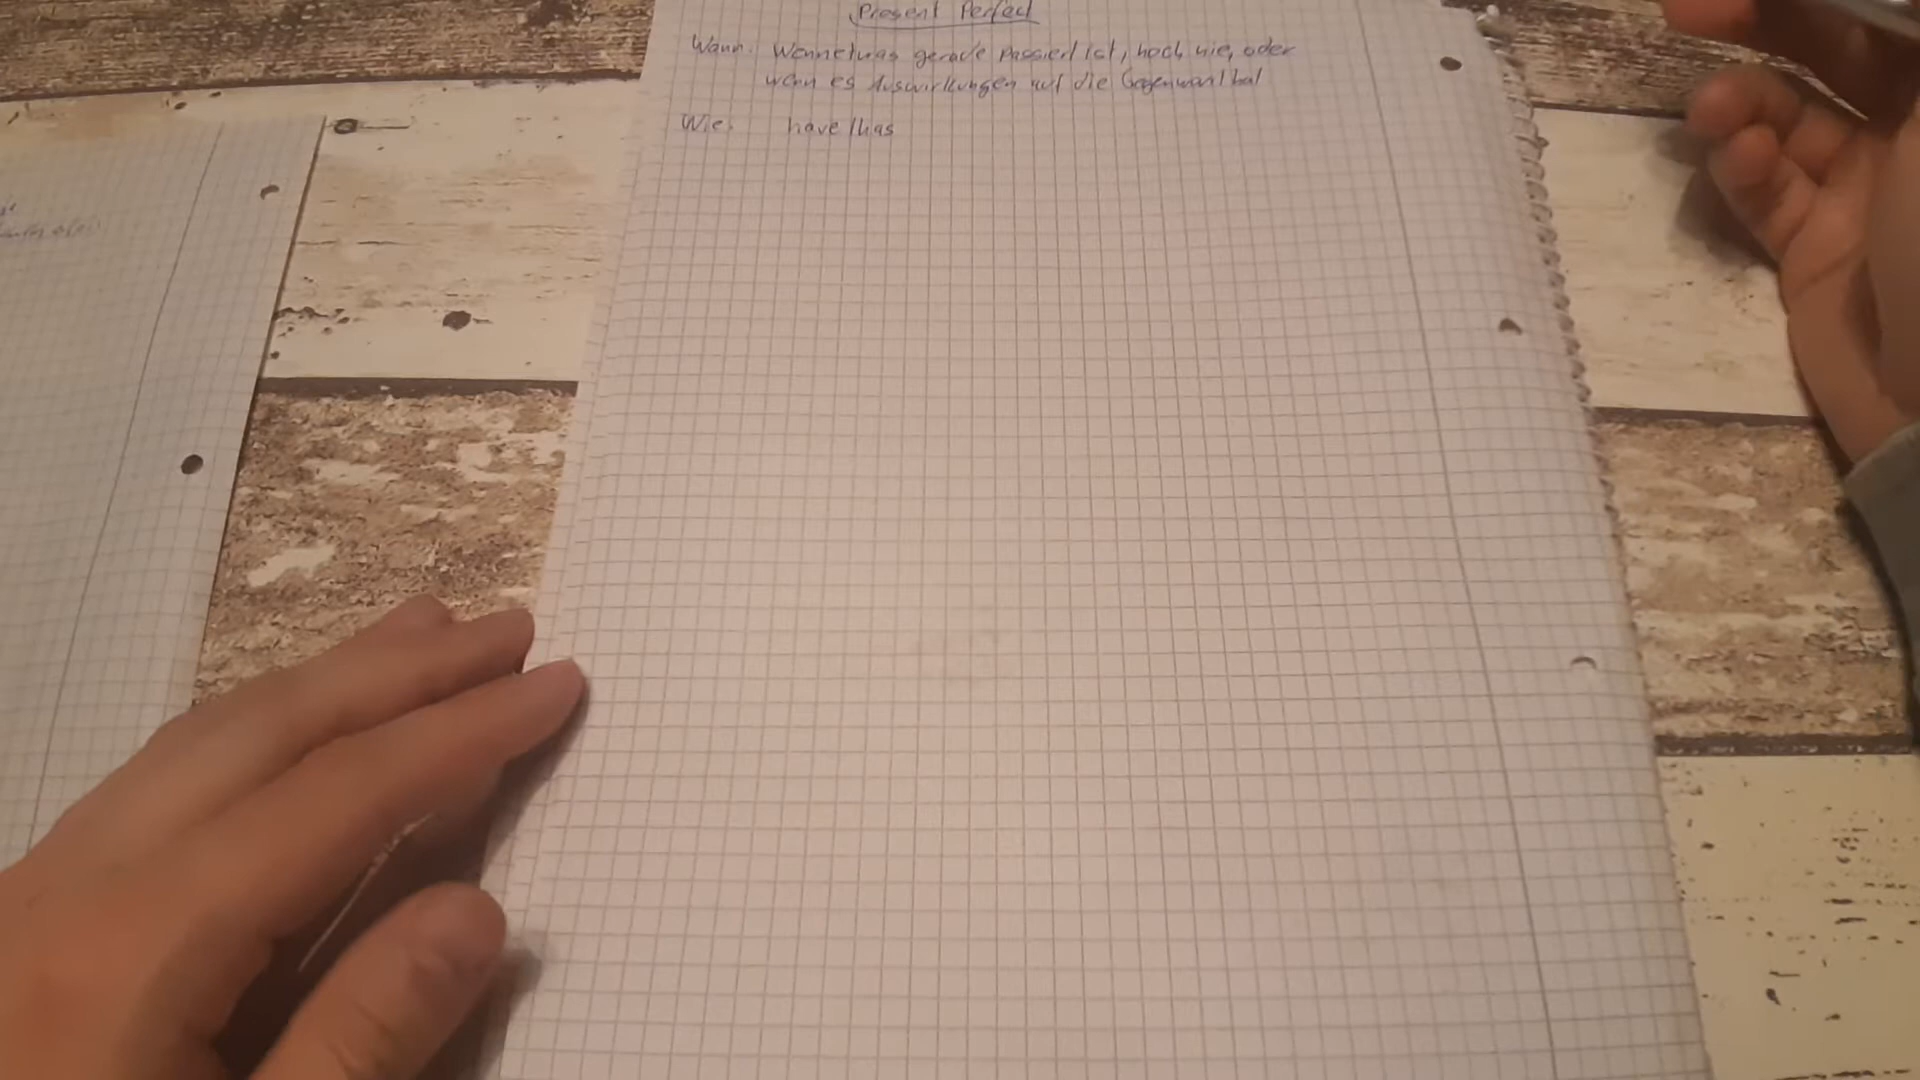 Present Perfect
Wann: Wenn etwas gerade passiert ist, noch nie, oder
wenn es Auswirkungen auf die Gegenwart hat
Wie: have/has